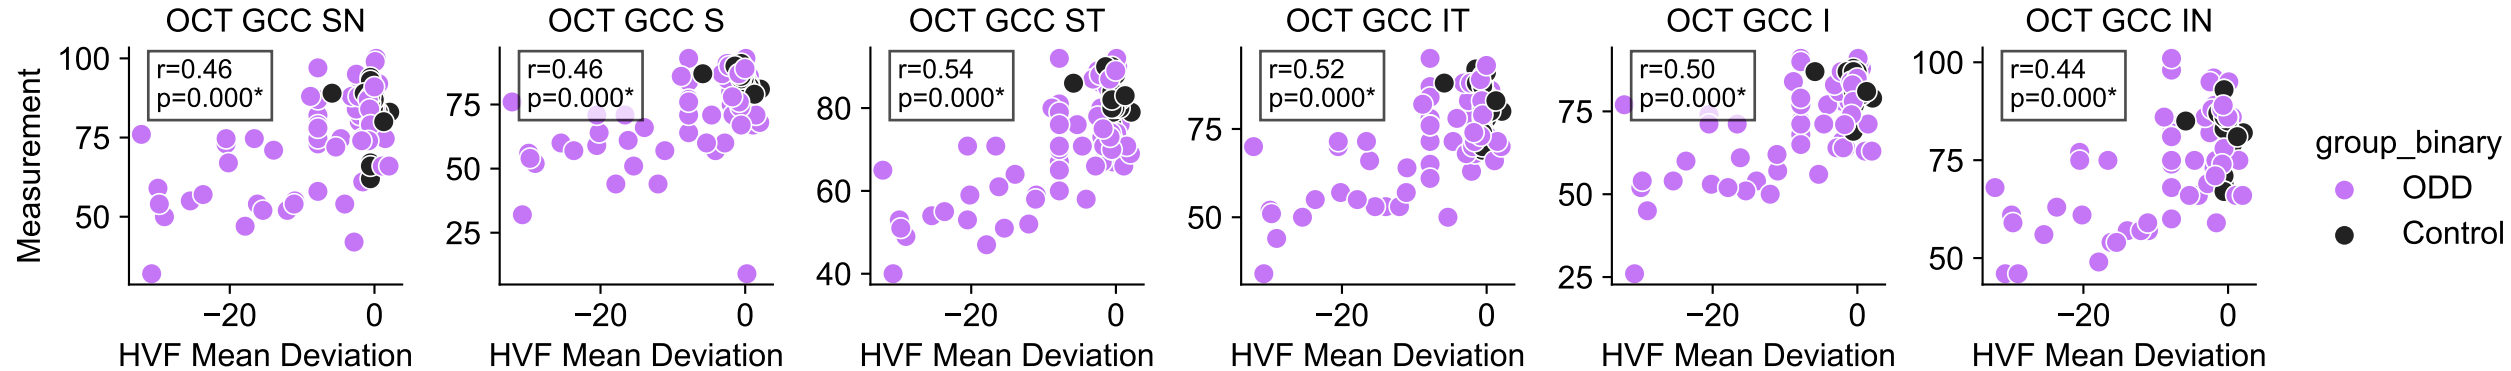 OCT GCC SN
OCT GCC S
OCT GCC ST
OCT GCC IT
OCT GCC I
OCT GCC IN
Measurement
100
75
50
r=0.46
p=0.000*
−20
0
HVF Mean Deviation
75
50
25
r=0.46
p=0.000*
−20
0
HVF Mean Deviation
80
60
40
r=0.54
p=0.000*
−20
0
HVF Mean Deviation
75
50
r=0.52
p=0.000*
−20
0
HVF Mean Deviation
75
50
25
r=0.50
p=0.000*
−20
0
HVF Mean Deviation
100
75
50
r=0.44
p=0.000*
−20
0
HVF Mean Deviation
group_binary
ODD
Control